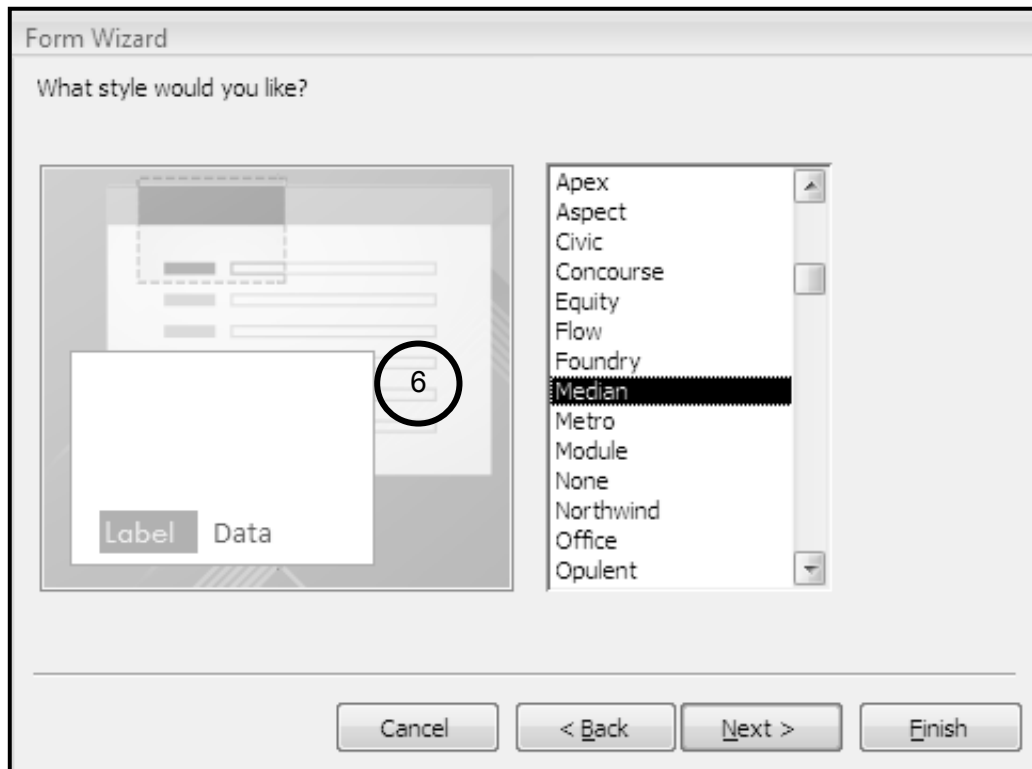 Form Wizard
What style would you like?
6
Label Data
Apex
Aspect
Civic
Concourse
Equity
Flow
Foundry
Median
Metro
Module
None
Northwind
Office
Opulent
Cancel < Back Next > Finish